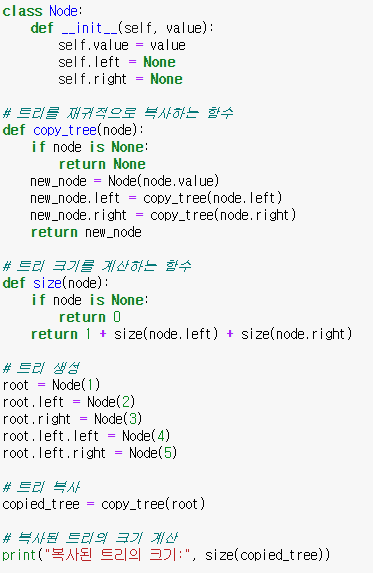 class Node:
    def __init__(self, value):
        self.value = value
        self.left = None
        self.right = None

# 트리를 재귀적으로 복사하는 함수
def copy_tree(node):
    if node is None:
        return None
    new_node = Node(node.value)
    new_node.left = copy_tree(node.left)
    new_node.right = copy_tree(node.right)
    return new_node

# 트리 크기를 계산하는 함수
def size(node):
    if node is None:
        return 0
    return 1 + size(node.left) + size(node.right)

# 트리 생성
root = Node(1)
root.left = Node(2)
root.right = Node(3)
root.left.left = Node(4)
root.left.right = Node(5)

# 트리 복사
copied_tree = copy_tree(root)

# 복사된 트리의 크기 계산
print("복사된 트리의 크기:", size(copied_tree))